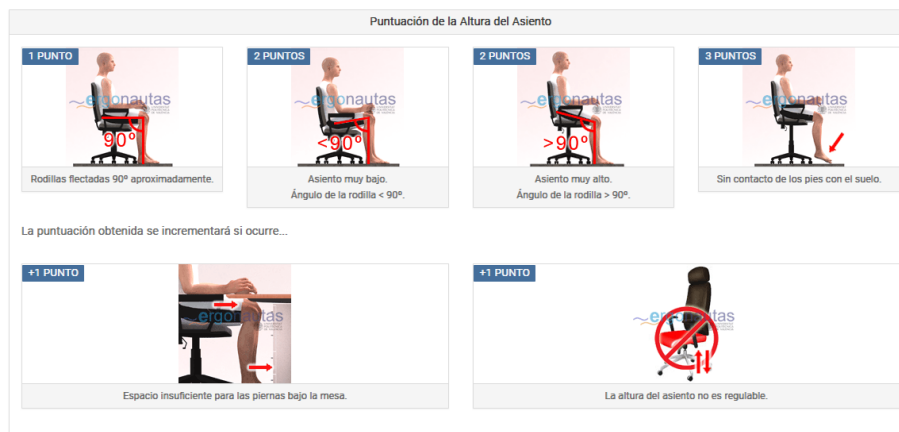 Puntuación de la Altura del Asiento
1 PUNTO
2 PUNTOS
2 PUNTOS
3 PUNTOS
ergonautas
ergonautas
ergonautas
ergonautas
90º
<90º
>90º
Rodillas flectadas 90º aproximadamente.
Asiento muy bajo.
Ángulo de la rodilla < 90º.
Asiento muy alto.
Ángulo de la rodilla > 90º.
Sin contacto de los pies con el suelo.
La puntuación obtenida se incrementará si ocurre...
+1 PUNTO
+1 PUNTO
ergonautas
ergonautas
Espacio insuficiente para las piernas bajo la mesa.
La altura del asiento no es regulable.